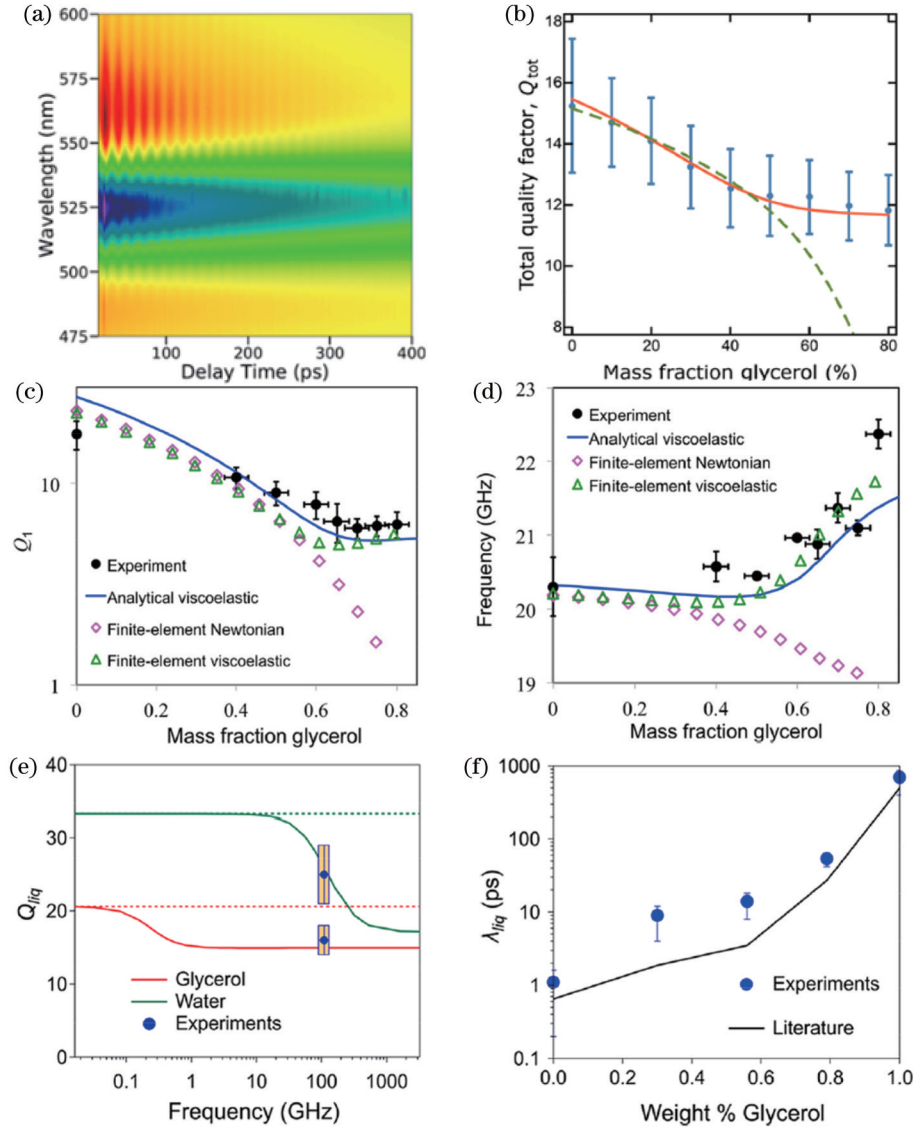 (a)
600
575
550
525
500
475
Wavelength (nm)
100
200
300
400
Delay Time (ps)
(b)
18
16
14
12
10
8
Total quality factor, Qtot
0
20
40
60
80
Mass fraction glycerol (%)
(c)
10
1
Q1
Experiment
Analytical viscoelastic
Finite-element Newtonian
Finite-element viscoelastic
0
0.2
0.4
0.6
0.8
Mass fraction glycerol
(d)
23
22
21
20
19
Frequency (GHz)
Experiment
Analytical viscoelastic
Finite-element Newtonian
Finite-element viscoelastic
0
0.2
0.4
0.6
0.8
Mass fraction glycerol
(e)
40
30
20
10
0
Qliq
Glycerol
Water
Experiments
0.1
1
10
100
1000
Frequency (GHz)
(f)
1000
100
10
1
0.1
λliq (ps)
Experiments
Literature
0.0
0.2
0.4
0.6
0.8
1.0
Weight % Glycerol